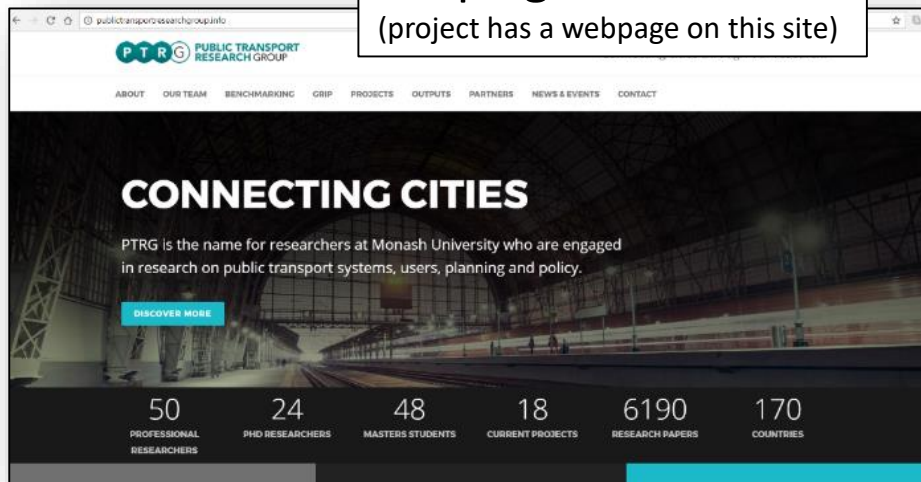 (project has a webpage on this site)
publictransportresearchgroup.info
PTRG PUBLIC TRANSPORT
RESEARCH GROUP
ABOUT OUR TEAM BENCHMARKING GRIP PROJECTS OUTPUTS PARTNERS NEWS & EVENTS CONTACT
CONNECTING CITIES
PTRG is the name for researchers at Monash University who are engaged
in research on public transport systems, users, planning and policy.
DISCOVER MORE
50 24 48 18 6190 170
PROFESSIONAL PHD RESEARCHERS MASTERS STUDENTS CURRENT PROJECTS RESEARCH PAPERS COUNTRIES
RESEARCHERS